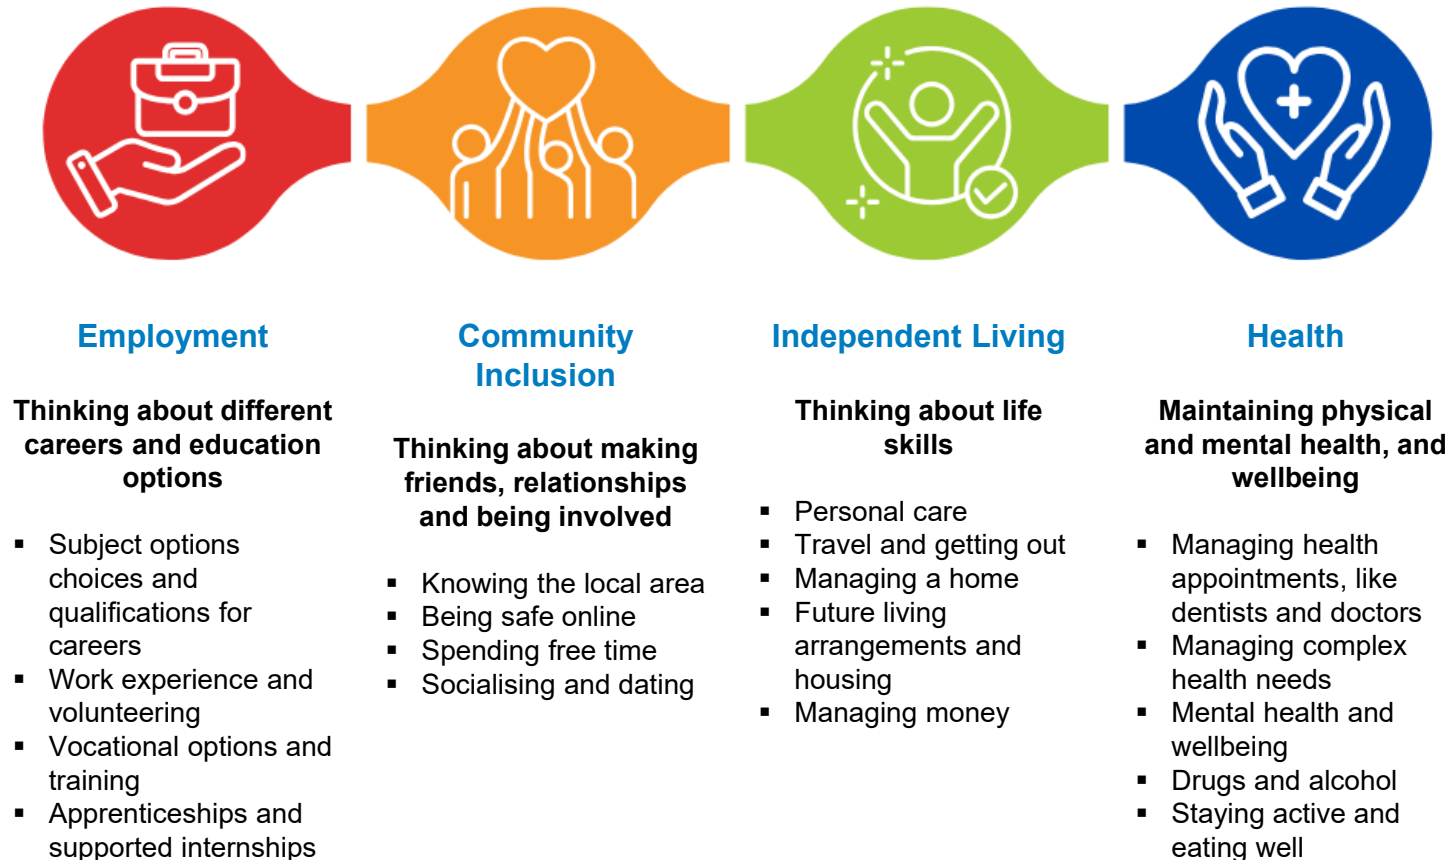 Employment
Thinking about different
careers and education
options
▪ Subject options
choices and
qualifications for
careers
▪ Work experience and
volunteering
▪ Vocational options and
training
▪ Apprenticeships and
supported internships
Community
Inclusion
Thinking about making
friends, relationships
and being involved
▪ Knowing the local area
▪ Being safe online
▪ Spending free time
▪ Socialising and dating
Independent Living
Thinking about life
skills
▪ Personal care
▪ Travel and getting out
▪ Managing a home
▪ Future living
arrangements and
housing
▪ Managing money
Health
Maintaining physical
and mental health, and
wellbeing
▪ Managing health
appointments, like
dentists and doctors
▪ Managing complex
health needs
▪ Mental health and
wellbeing
▪ Drugs and alcohol
▪ Staying active and
eating well